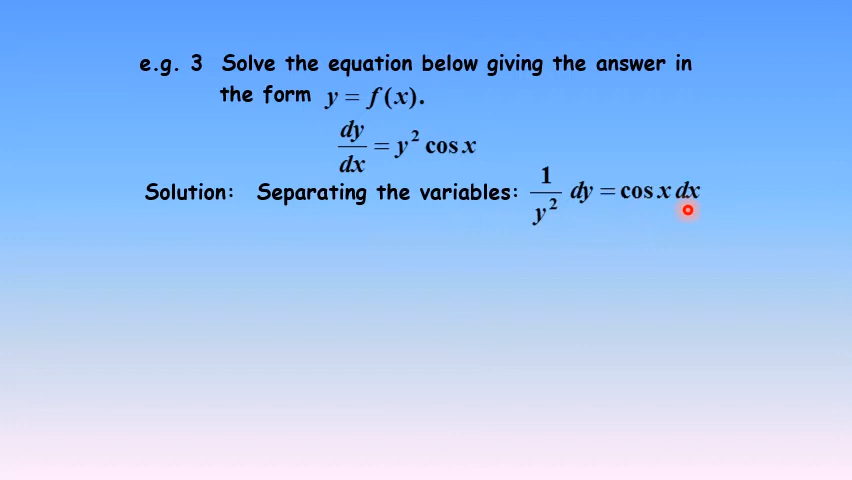 e.g. 3 Solve the equation below giving the answer in
the form y = f(x).
dy/dx = y² cos x
Solution: Separating the variables: 1/y² dy = cos x dx